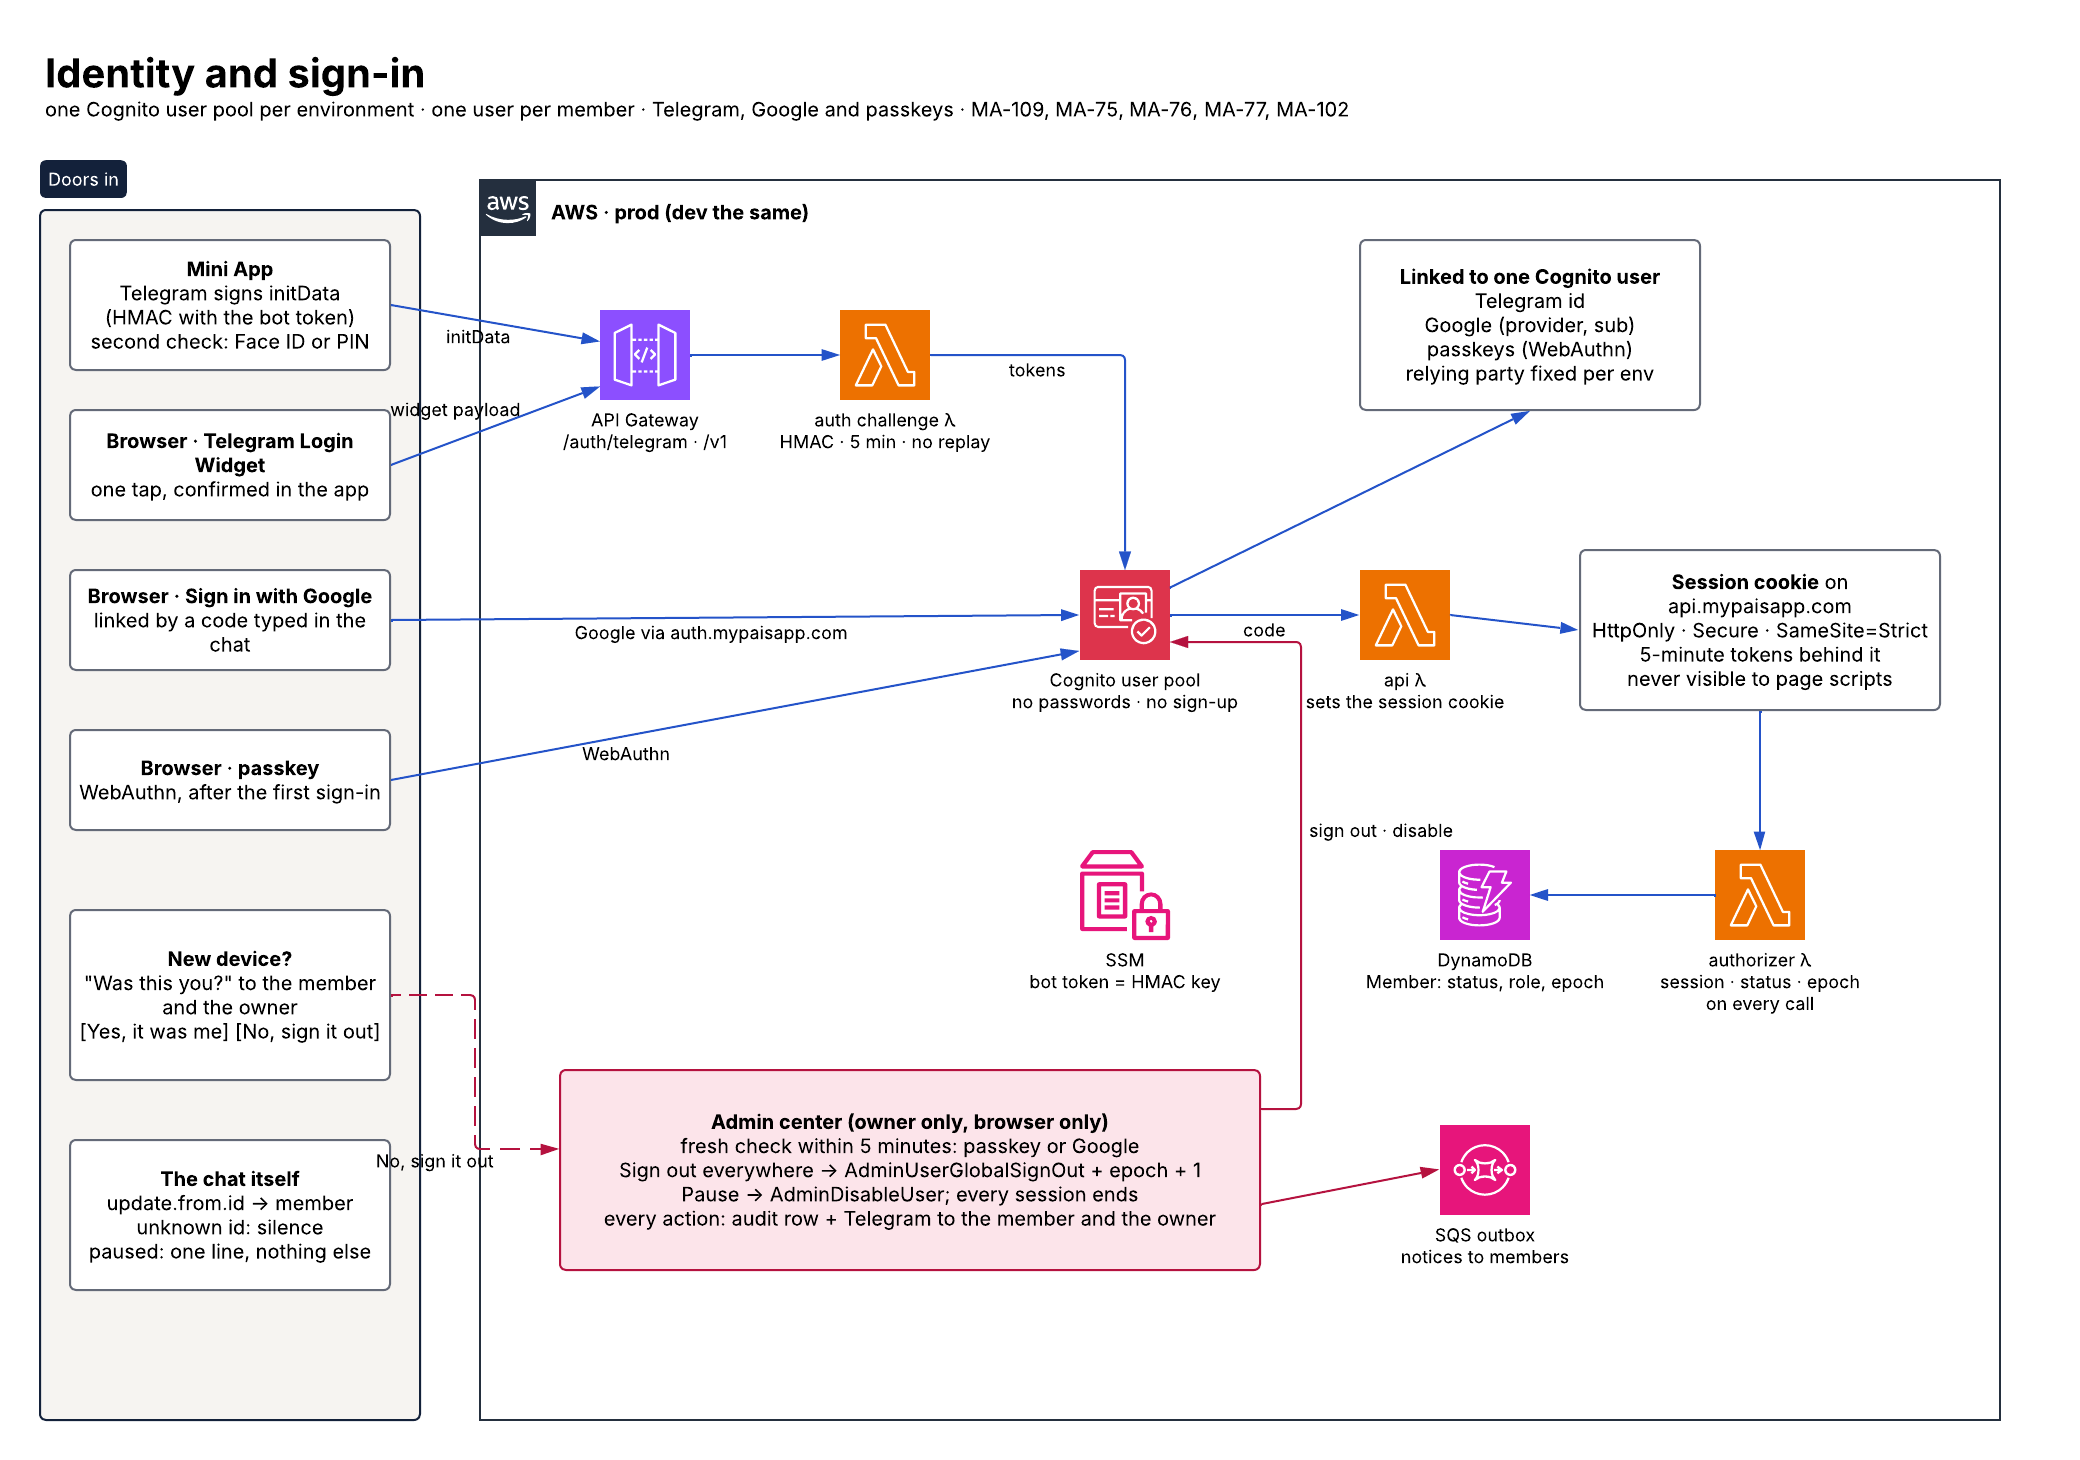 Identity and sign-in
one Cognito user pool per environment · one user per member · Telegram, Google and passkeys · MA-109, MA-75, MA-76, MA-77, MA-102
Doors in
Mini App
Telegram signs initData
(HMAC with the bot token)
second check: Face ID or PIN
Browser · Telegram Login
Widget
one tap, confirmed in the app
Browser · Sign in with Google
linked by a code typed in the
chat
Browser · passkey
WebAuthn, after the first sign-in
New device?
"Was this you?" to the member
and the owner
[Yes, it was me] [No, sign it out]
The chat itself
update.from.id → member
unknown id: silence
paused: one line, nothing else
aws
AWS · prod (dev the same)
initData
widget payload
API Gateway
/auth/telegram · /v1
auth challenge λ
HMAC · 5 min · no replay
tokens
Linked to one Cognito user
Telegram id
Google (provider, sub)
passkeys (WebAuthn)
relying party fixed per env
Google via auth.mypaisapp.com
WebAuthn
Cognito user pool
no passwords · no sign-up
code
api λ
sets the session cookie
Session cookie on
api.mypaisapp.com
HttpOnly · Secure · SameSite=Strict
5-minute tokens behind it
never visible to page scripts
sign out · disable
SSM
bot token = HMAC key
DynamoDB
Member: status, role, epoch
authorizer λ
session · status · epoch
on every call
No, sign it out
Admin center (owner only, browser only)
fresh check within 5 minutes: passkey or Google
Sign out everywhere → AdminUserGlobalSignOut + epoch + 1
Pause → AdminDisableUser; every session ends
every action: audit row + Telegram to the member and the owner
SQS outbox
notices to members